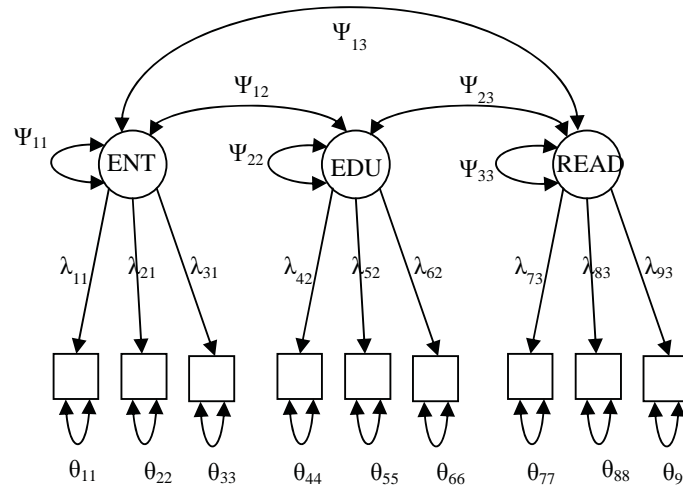 Ψ13
Ψ12
Ψ23
Ψ11
ENT
Ψ22
EDU
Ψ33
READ
λ11
λ21
λ31
λ42
λ52
λ62
λ73
λ83
λ93
θ11
θ22
θ33
θ44
θ55
θ66
θ77
θ88
θ9